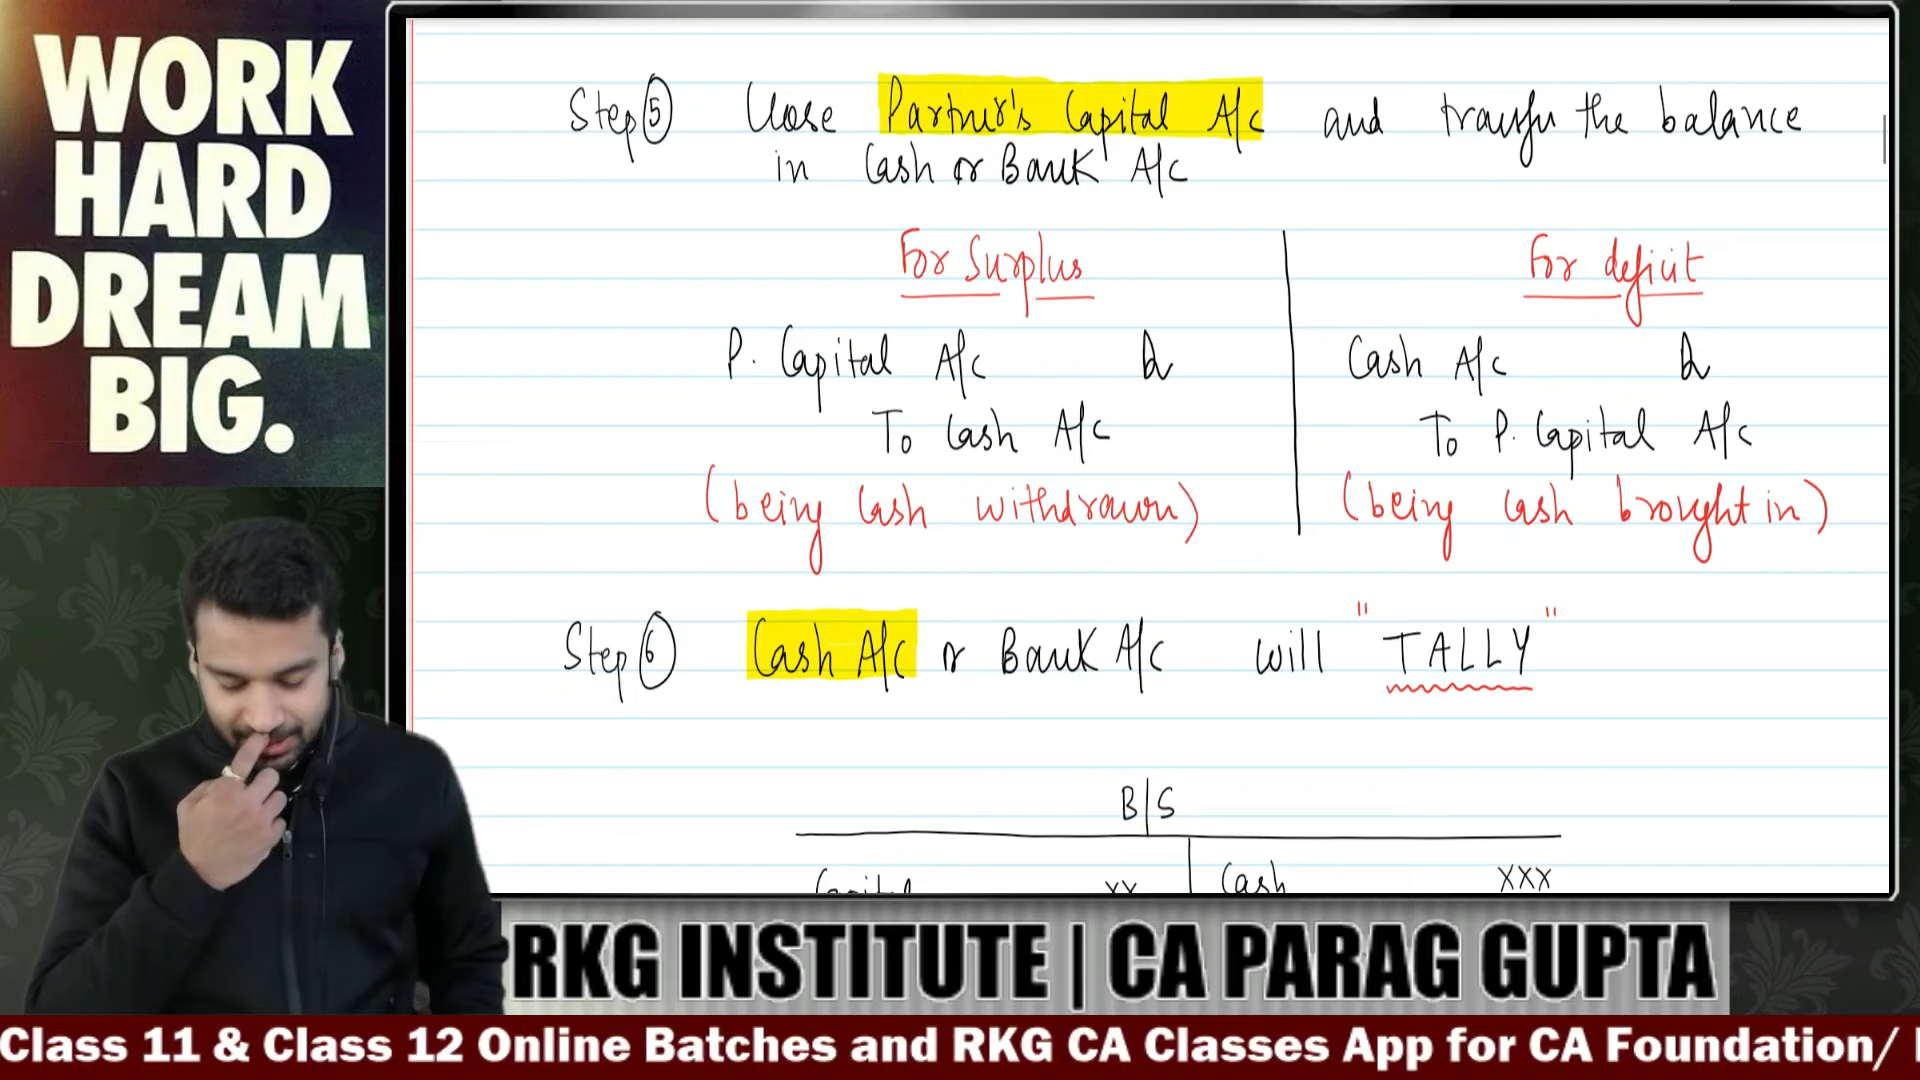 WORK
HARD
DREAM
BIG.
Step 5 Close Partner's Capital A/c and transfer the balance
in Cash or Bank A/c
For Surplus
P. Capital A/c Dr
To Cash A/c
(being cash withdrawn)
For deficit
Cash A/c Dr
To P. Capital A/c
(being cash brought in)
Step 6 Cash A/c or Bank A/c will "TALLY"
B/S
Capital xx Cash xxx
RKG INSTITUTE | CA PARAG GUPTA
Class 11 & Class 12 Online Batches and RKG CA Classes App for CA Foundation/